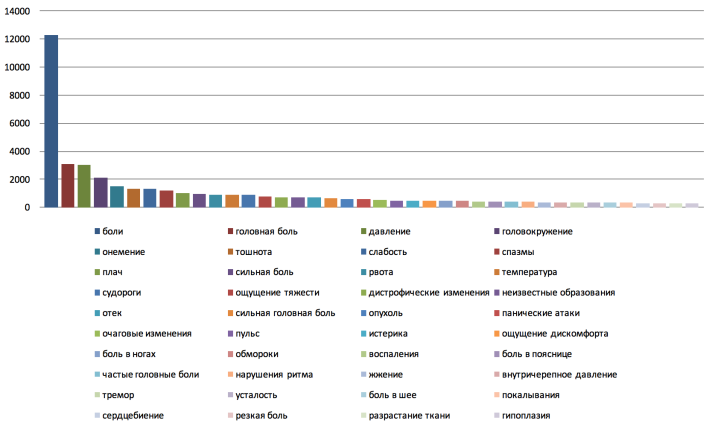 14000
12000
10000
8000
6000
4000
2000
0
боли головная боль давление головокружение
онемение тошнота слабость спазмы
плач сильная боль рвота температура
судороги ощущение тяжести дистрофические изменения неизвестные образования
отек сильная головная боль опухоль панические атаки
очаговые изменения пульс истерика ощущение дискомфорта
боль в ногах обмороки воспаления боль в пояснице
частые головные боли нарушения ритма жжение внутричерепное давление
тремор усталость боль в шее покалывания
сердцебиение резкая боль разрастание ткани гипоплазия